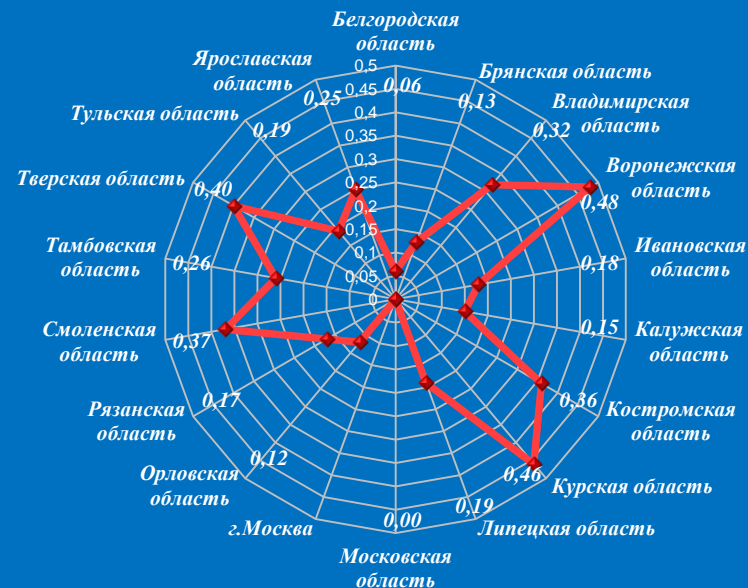 Белгородская
область
0,06
Брянская область
0,13
Владимирская
область
0,32
Воронежская
область
0,48
Ивановская
область
0,18
Калужская
область
0,15
Костромская
область
0,36
Курская область
0,46
Липецкая область
0,19
Московская
область
0,00
г.Москва
Орловская
область
0,12
Рязанская
область
0,17
Смоленская
область
0,37
Тамбовская
область
0,26
Тверская область
0,40
Тульская область
0,19
Ярославская
область
0,25
0,5
0,45
0,4
0,35
0,3
0,25
0,2
0,15
0,1
0,05
0